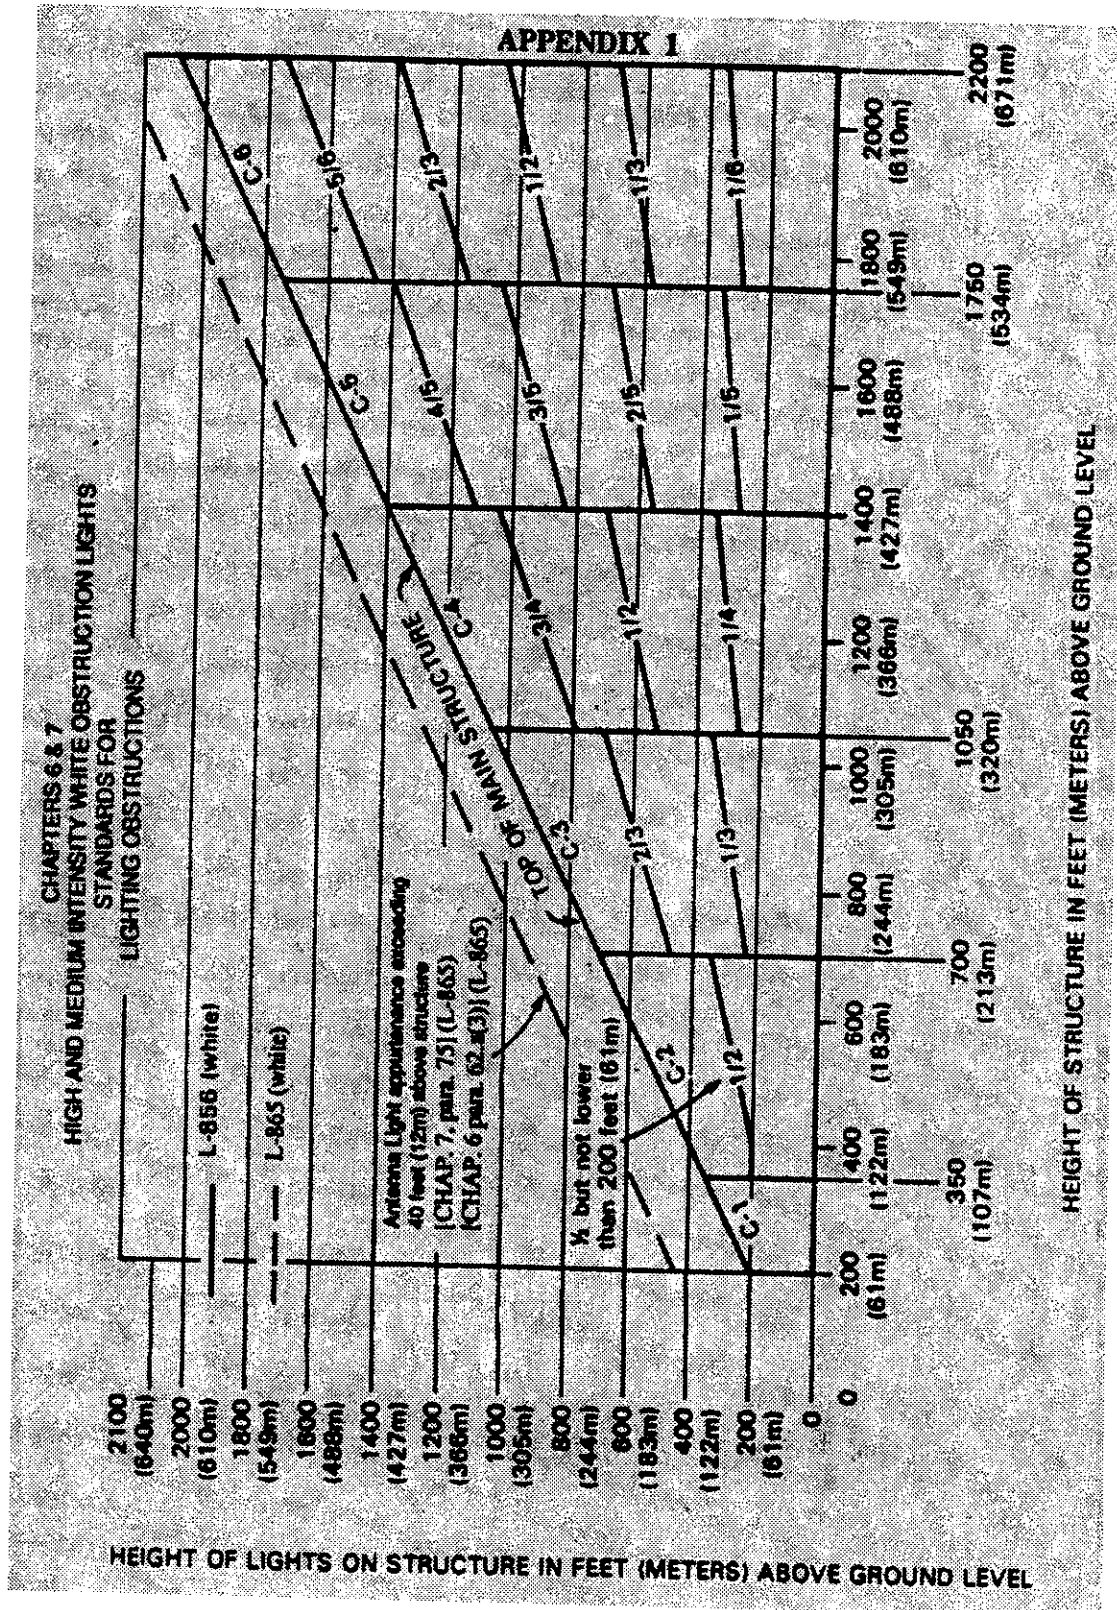 APPENDIX 1
CHAPTERS 6 & 7
HIGH AND MEDIUM INTENSITY WHITE OBSTRUCTION LIGHTS
STANDARDS FOR
LIGHTING OBSTRUCTIONS
L-856 (white)
L-865 (white)
Antenna Light appurtenance exceeding
40 feet (12m) above structure
[CHAP. 7, para. 75] (L-865)
[CHAP. 6 para. 62.a(3)] (L-865)
½ but not lower
than 200 feet (61m)
TOP OF MAIN STRUCTURE
C-1
C-2
C-3
C-4
C-5
C-6
1/2
2/3
1/3
3/4
1/2
1/4
4/5
3/5
2/5
1/5
5/6
2/3
1/2
1/3
1/6
2100
(640m)
2000
(610m)
1800
(549m)
1600
(488m)
1400
(427m)
1200
(366m)
1000
(305m)
800
(244m)
600
(183m)
400
(122m)
200
(61m)
0
0
200
(61m)
350
(107m)
400
(122m)
600
(183m)
700
(213m)
800
(244m)
1000
(305m)
1050
(320m)
1200
(366m)
1400
(427m)
1600
(488m)
1750
(534m)
1800
(549m)
2000
(610m)
2200
(671m)
HEIGHT OF LIGHTS ON STRUCTURE IN FEET (METERS) ABOVE GROUND LEVEL
HEIGHT OF STRUCTURE IN FEET (METERS) ABOVE GROUND LEVEL